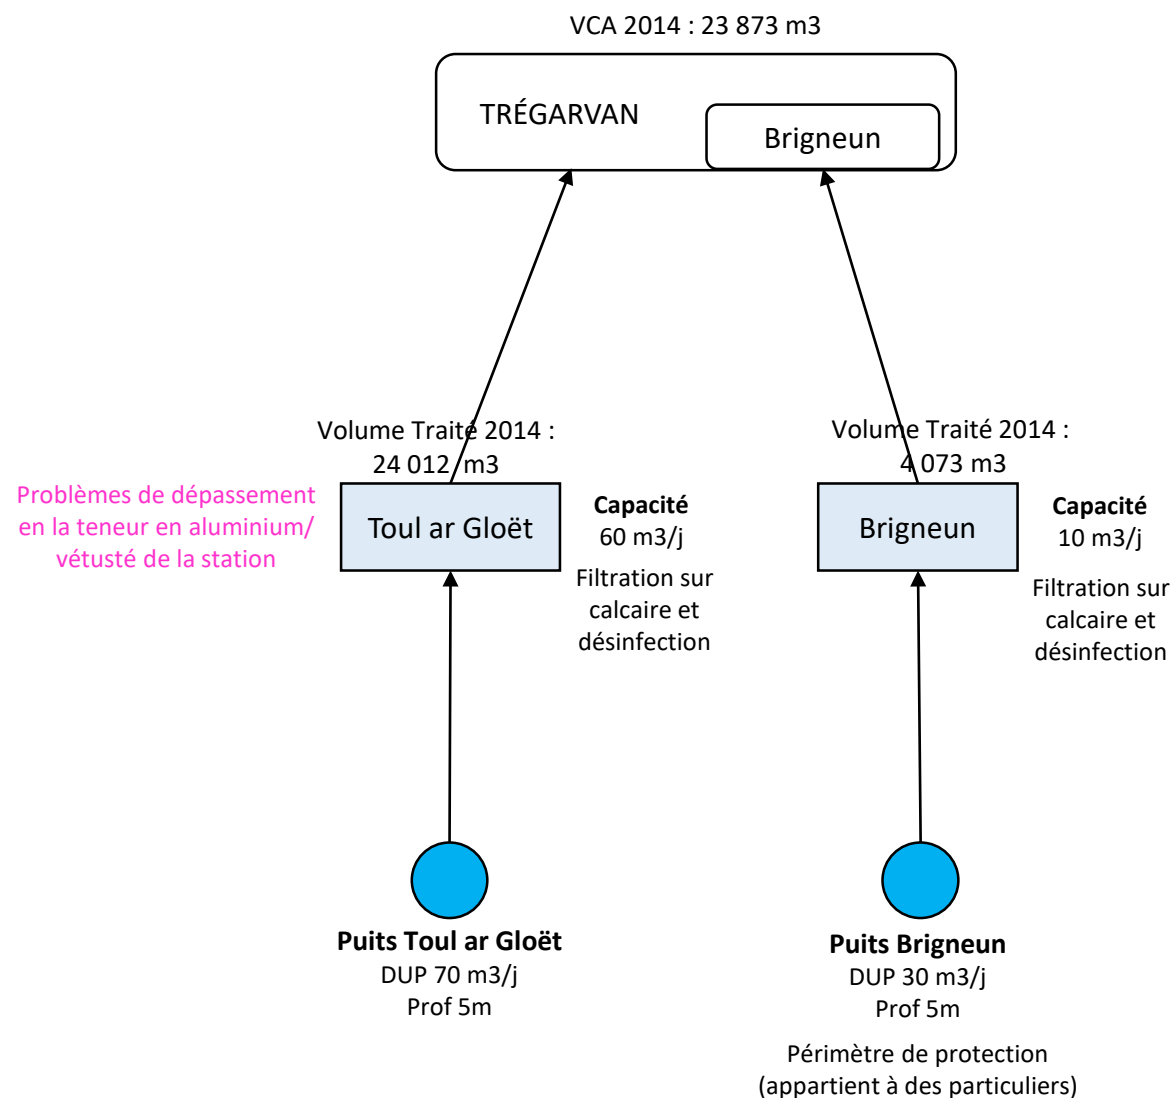 VCA 2014 : 23 873 m3
TRÉGARVAN
Brigneun
Volume Traité 2014 :
24 012 m3
Problèmes de dépassement
en la teneur en aluminium/
vétusté de la station
Toul ar Gloët
Capacité
60 m3/j
Filtration sur
calcaire et
désinfection
Volume Traité 2014 :
4 073 m3
Brigneun
Capacité
10 m3/j
Filtration sur
calcaire et
désinfection
Puits Toul ar Gloët
DUP 70 m3/j
Prof 5m
Puits Brigneun
DUP 30 m3/j
Prof 5m
Périmètre de protection
(appartient à des particuliers)